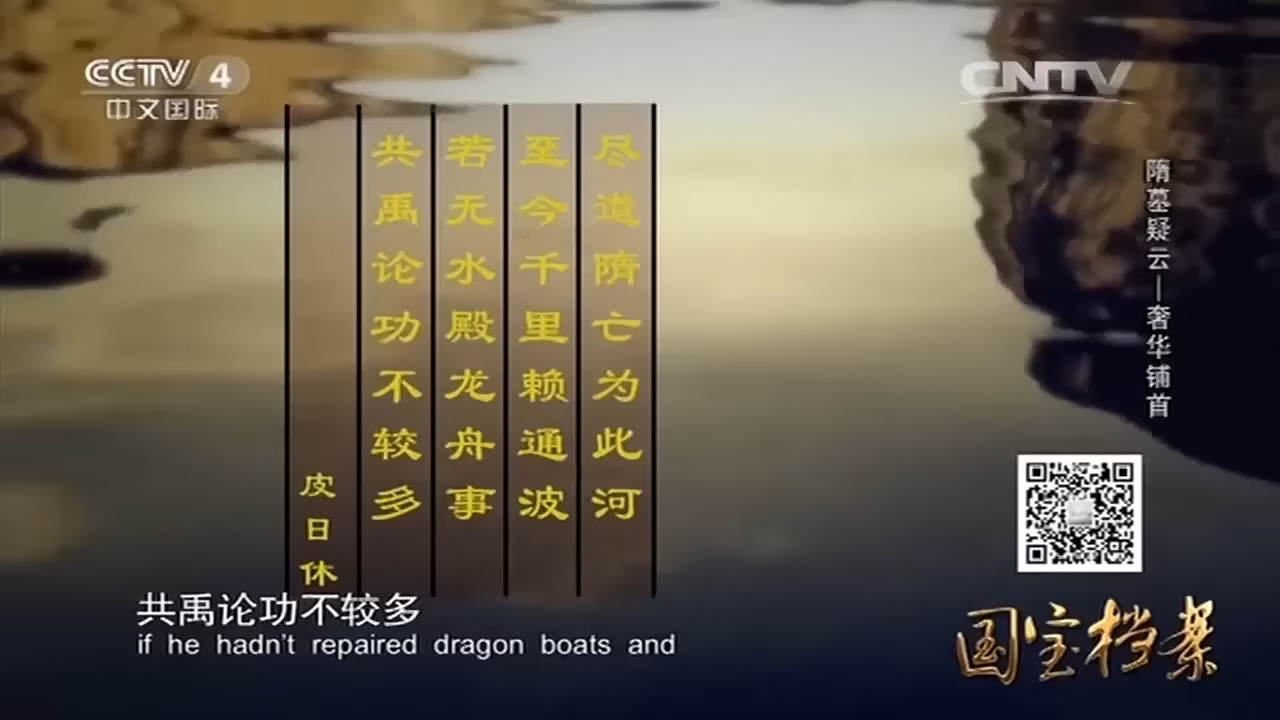 CCTV 4
中文国际
CNTV
尽道隋亡为此河
至今千里赖通波
若无水殿龙舟事
共禹论功不较多
皮日休
隋墓疑云—奢华铺首
共禹论功不较多
if he hadn't repaired dragon boats and
国宝档案